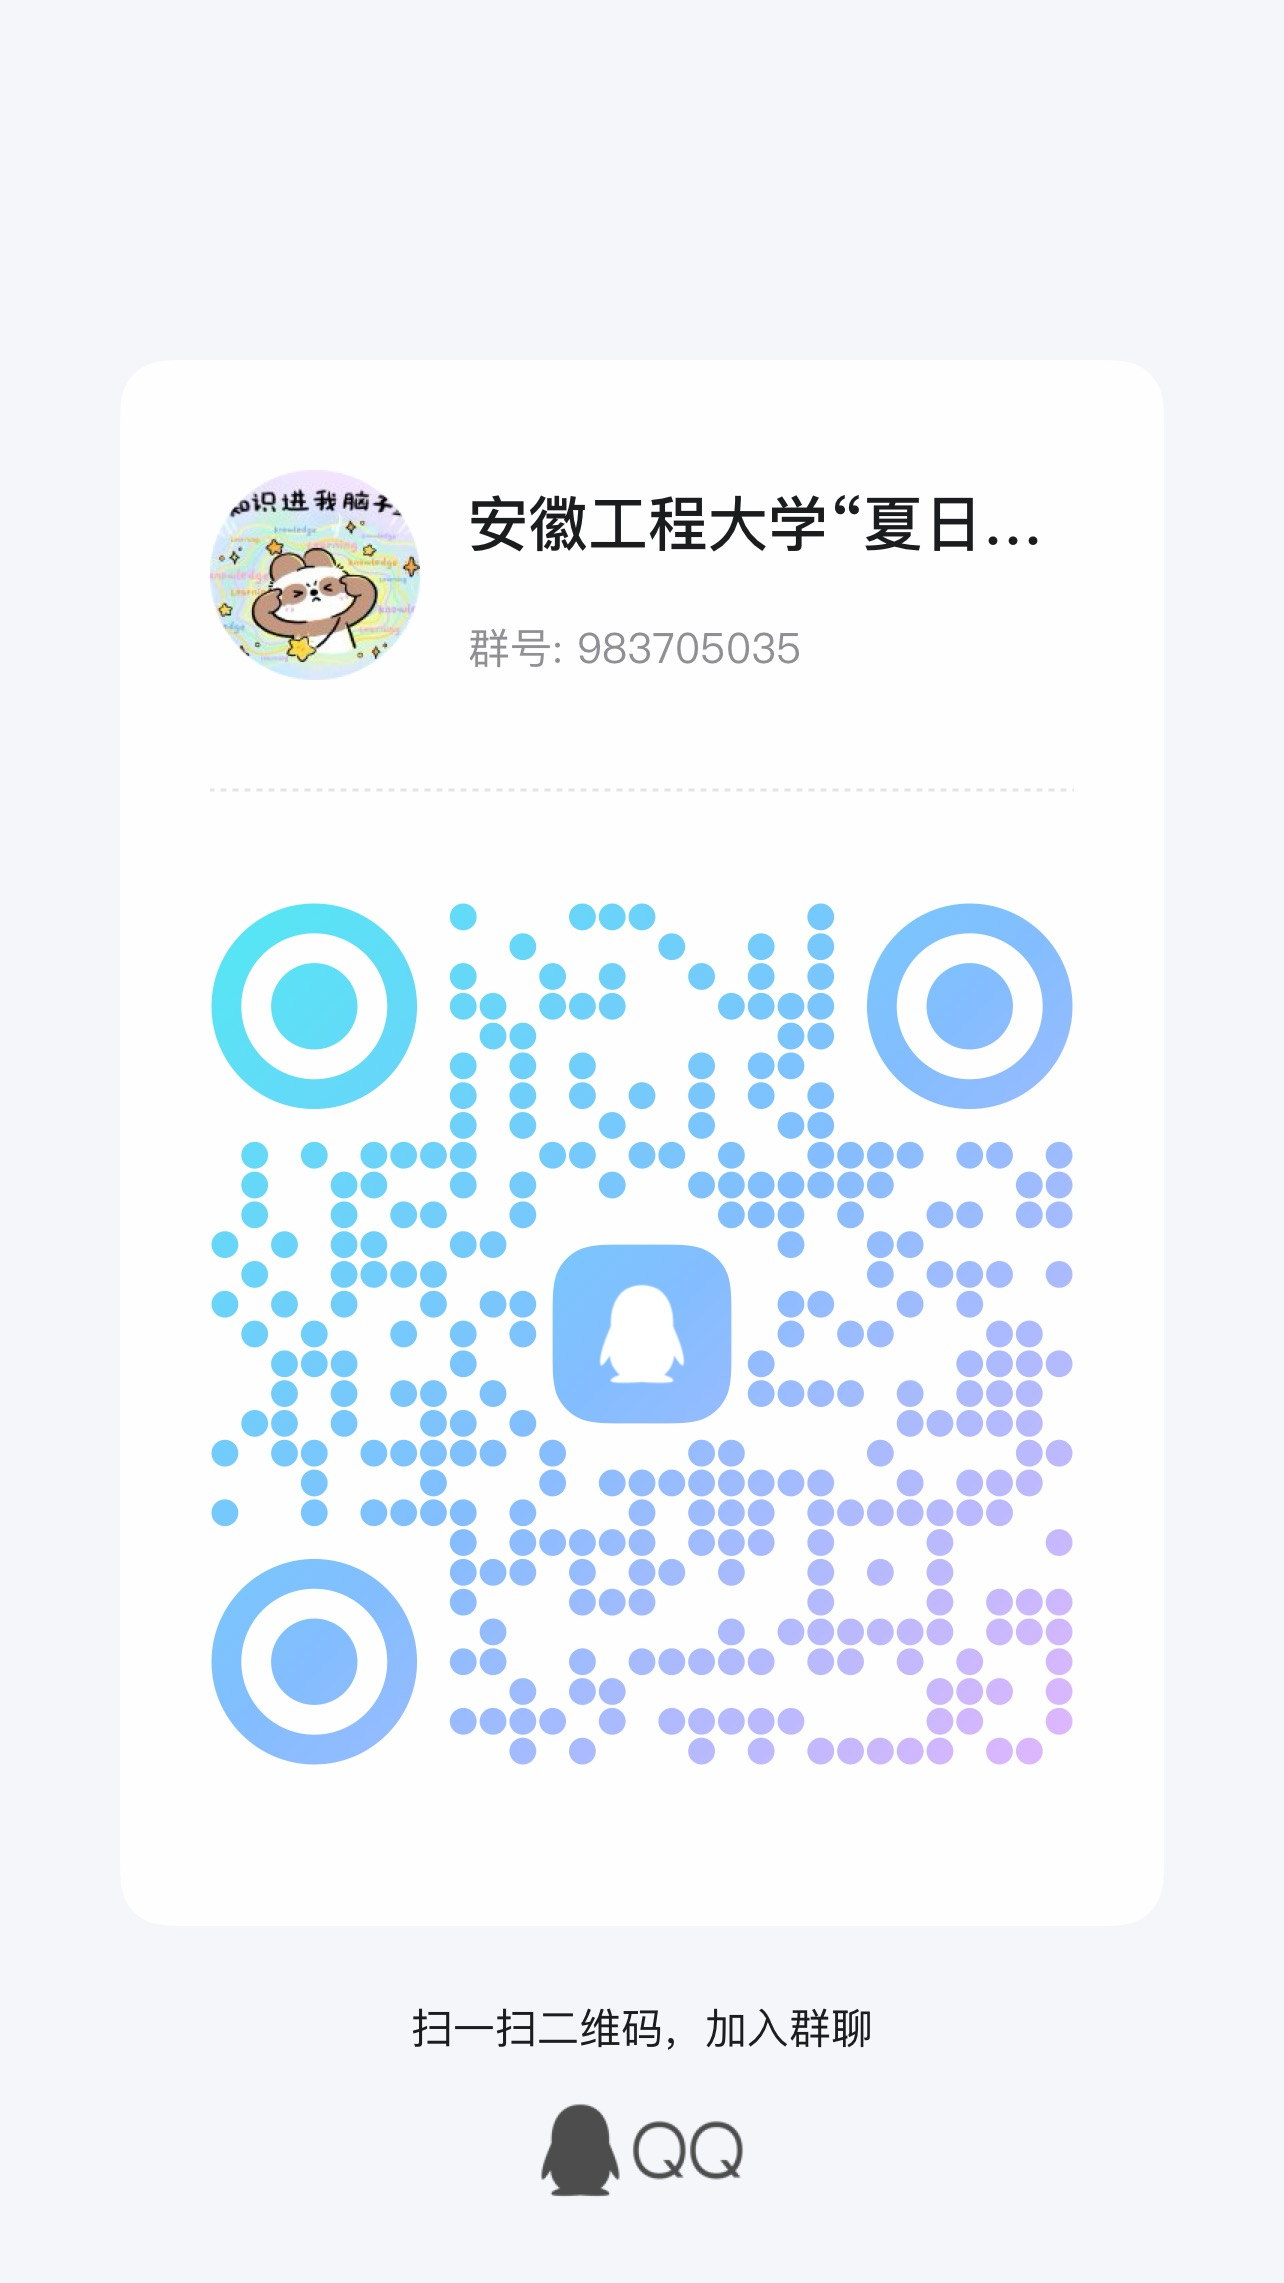 知识进我脑子
安徽工程大学“夏日...
群号: 983705035
扫一扫二维码，加入群聊
QQ